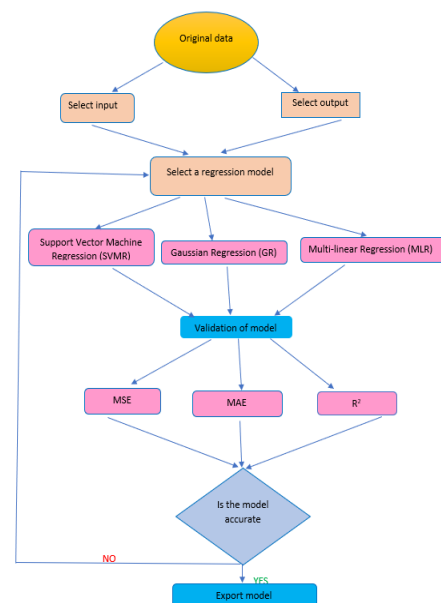 Original data
Select input
Select output
Select a regression model
Support Vector Machine
Regression (SVMR)
Gaussian Regression (GR)
Multi-linear Regression (MLR)
Validation of model
MSE
MAE
R²
Is the model
accurate
NO
YES
Export model